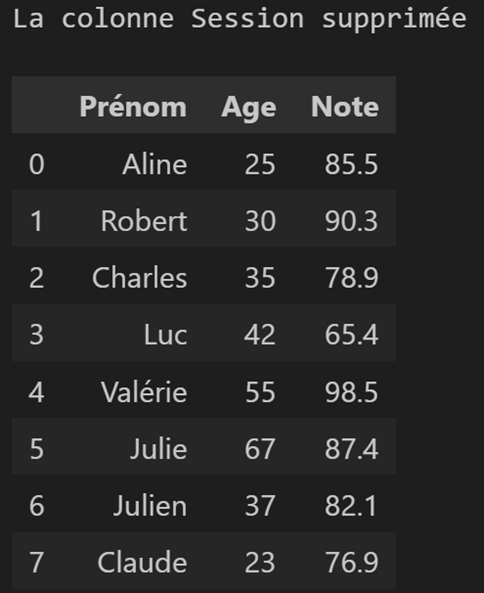 La colonne Session supprimée
Prénom Age Note
0 Aline 25 85.5
1 Robert 30 90.3
2 Charles 35 78.9
3 Luc 42 65.4
4 Valérie 55 98.5
5 Julie 67 87.4
6 Julien 37 82.1
7 Claude 23 76.9